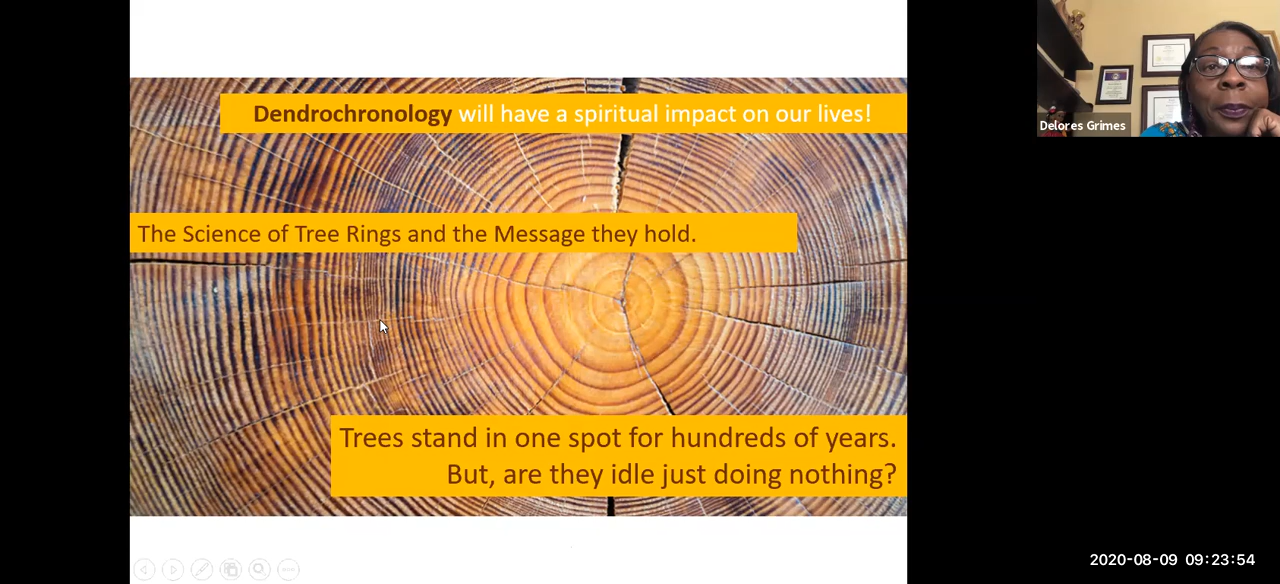 Dendrochronology will have a spiritual impact on our lives!
The Science of Tree Rings and the Message they hold.
Trees stand in one spot for hundreds of years.
But, are they idle just doing nothing?
Delores Grimes
2020-08-09 09:23:54